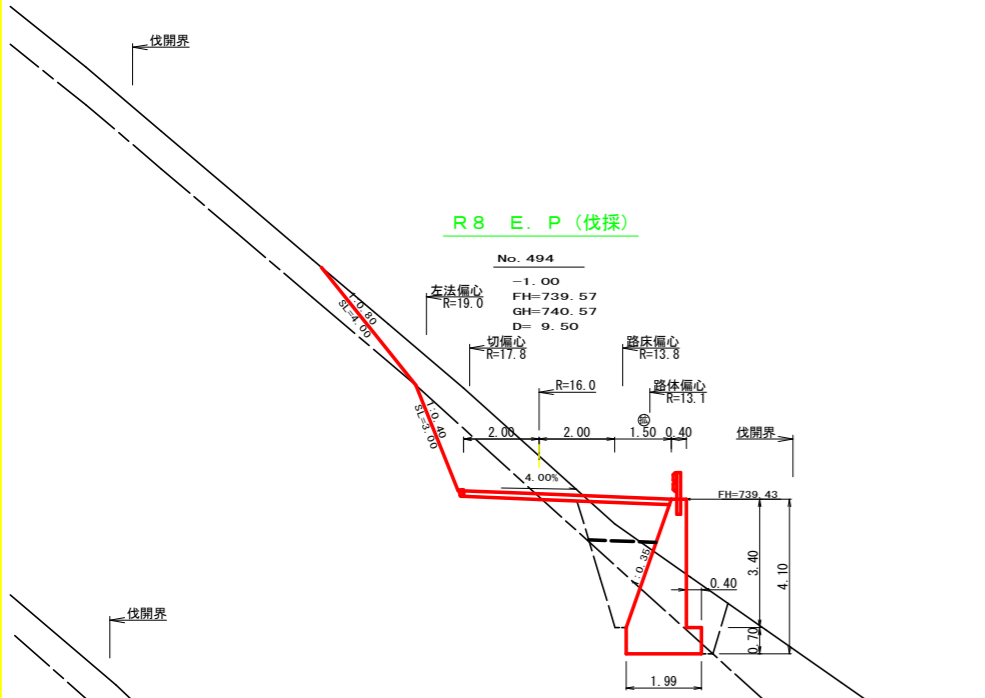 伐開界
R8 E. P (伐採)
No. 494
-1.00
FH=739.57
GH=740.57
D= 9.50
左法偏心
R=19.0
1:0.80
SL=4.00
切偏心
R=17.8
路床偏心
R=13.8
R=16.0
路体偏心
R=13.1
1:0.40
SL=3.00
2.00
2.00
1.50
0.40
伐開界
4.00%
FH=739.43
1:0.35
3.40
4.10
0.40
0.70
伐開界
1.99